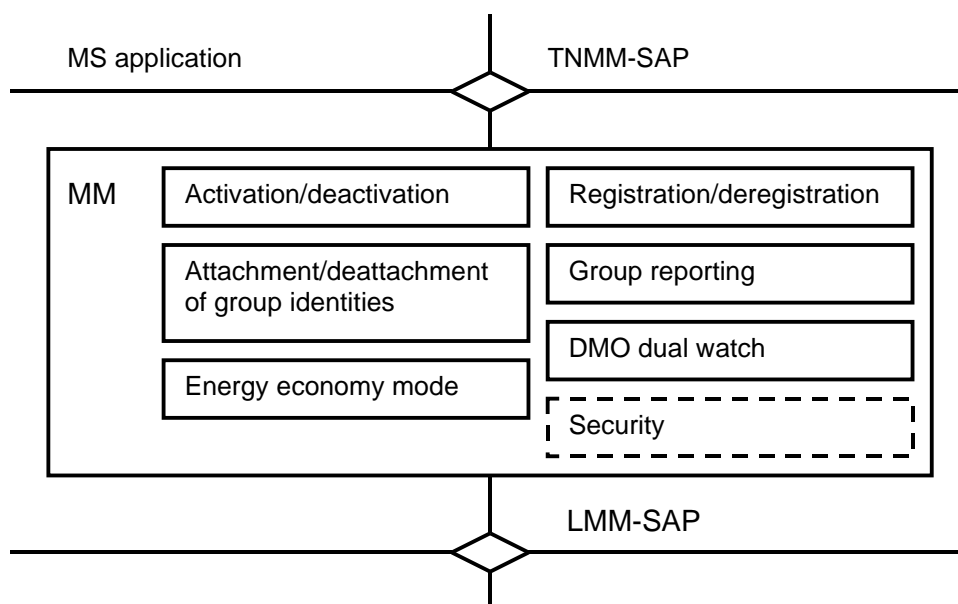 MS application
TNMM-SAP
MM
Activation/deactivation
Registration/deregistration
Attachment/deattachment
of group identities
Group reporting
DMO dual watch
Energy economy mode
Security
LMM-SAP